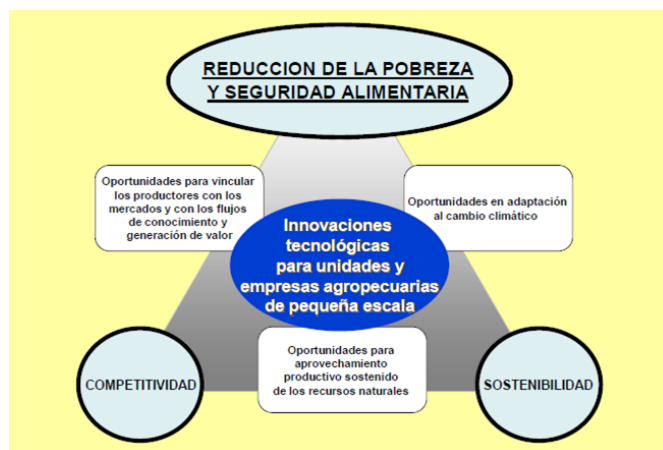 REDUCCION DE LA POBREZA
Y SEGURIDAD ALIMENTARIA
Oportunidades para vincular
los productores con los
mercados y con los flujos
de conocimiento y
generación de valor
Oportunidades en adaptación
al cambio climático
Innovaciones
tecnológicas
para unidades y
empresas agropecuarias
de pequeña escala
Oportunidades para
aprovechamiento
productivo sostenido
de los recursos naturales
COMPETITIVIDAD
SOSTENIBILIDAD